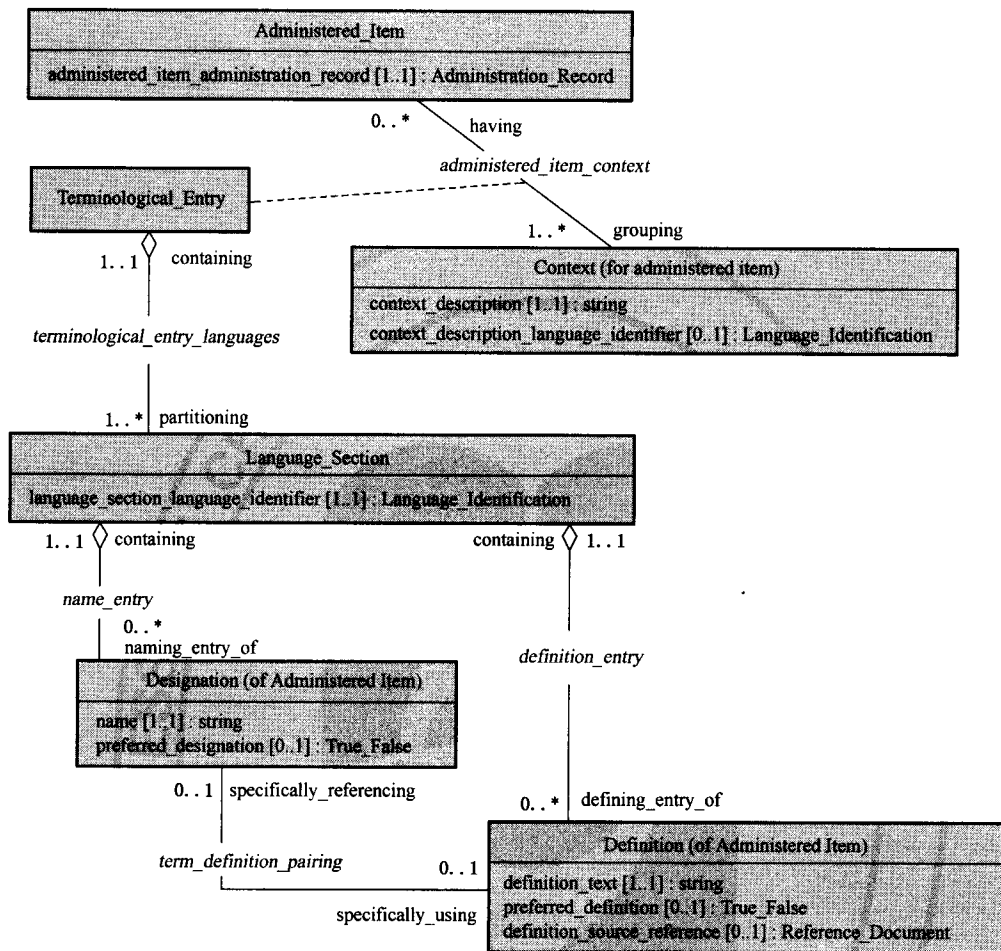 Administered_Item
administered_item_administration_record [1..1] : Administration_Record
0. . *
having
administered_item_context
Terminological_Entry
1. . *
grouping
1. . 1
containing
Context (for administered item)
context_description [1..1] : string
context_description_language_identifier [0..1] : Language_Identification
terminological_entry_languages
1. . *
partitioning
Language_Section
language_section_language_identifier [1..1] : Language_Identification
1. . 1
containing
containing
1. . 1
name_entry
0. . *
naming_entry_of
definition_entry
Designation (of Administered Item)
name [1..1] : string
preferred_designation [0..1] : True_False
0. . 1
specifically_referencing
0. . *
defining_entry_of
term_definition_pairing
0. . 1
specifically_using
Definition (of Administered Item)
definition_text [1..1] : string
preferred_definition [0..1] : True_False
definition_source_reference [0..1] : Reference_Document